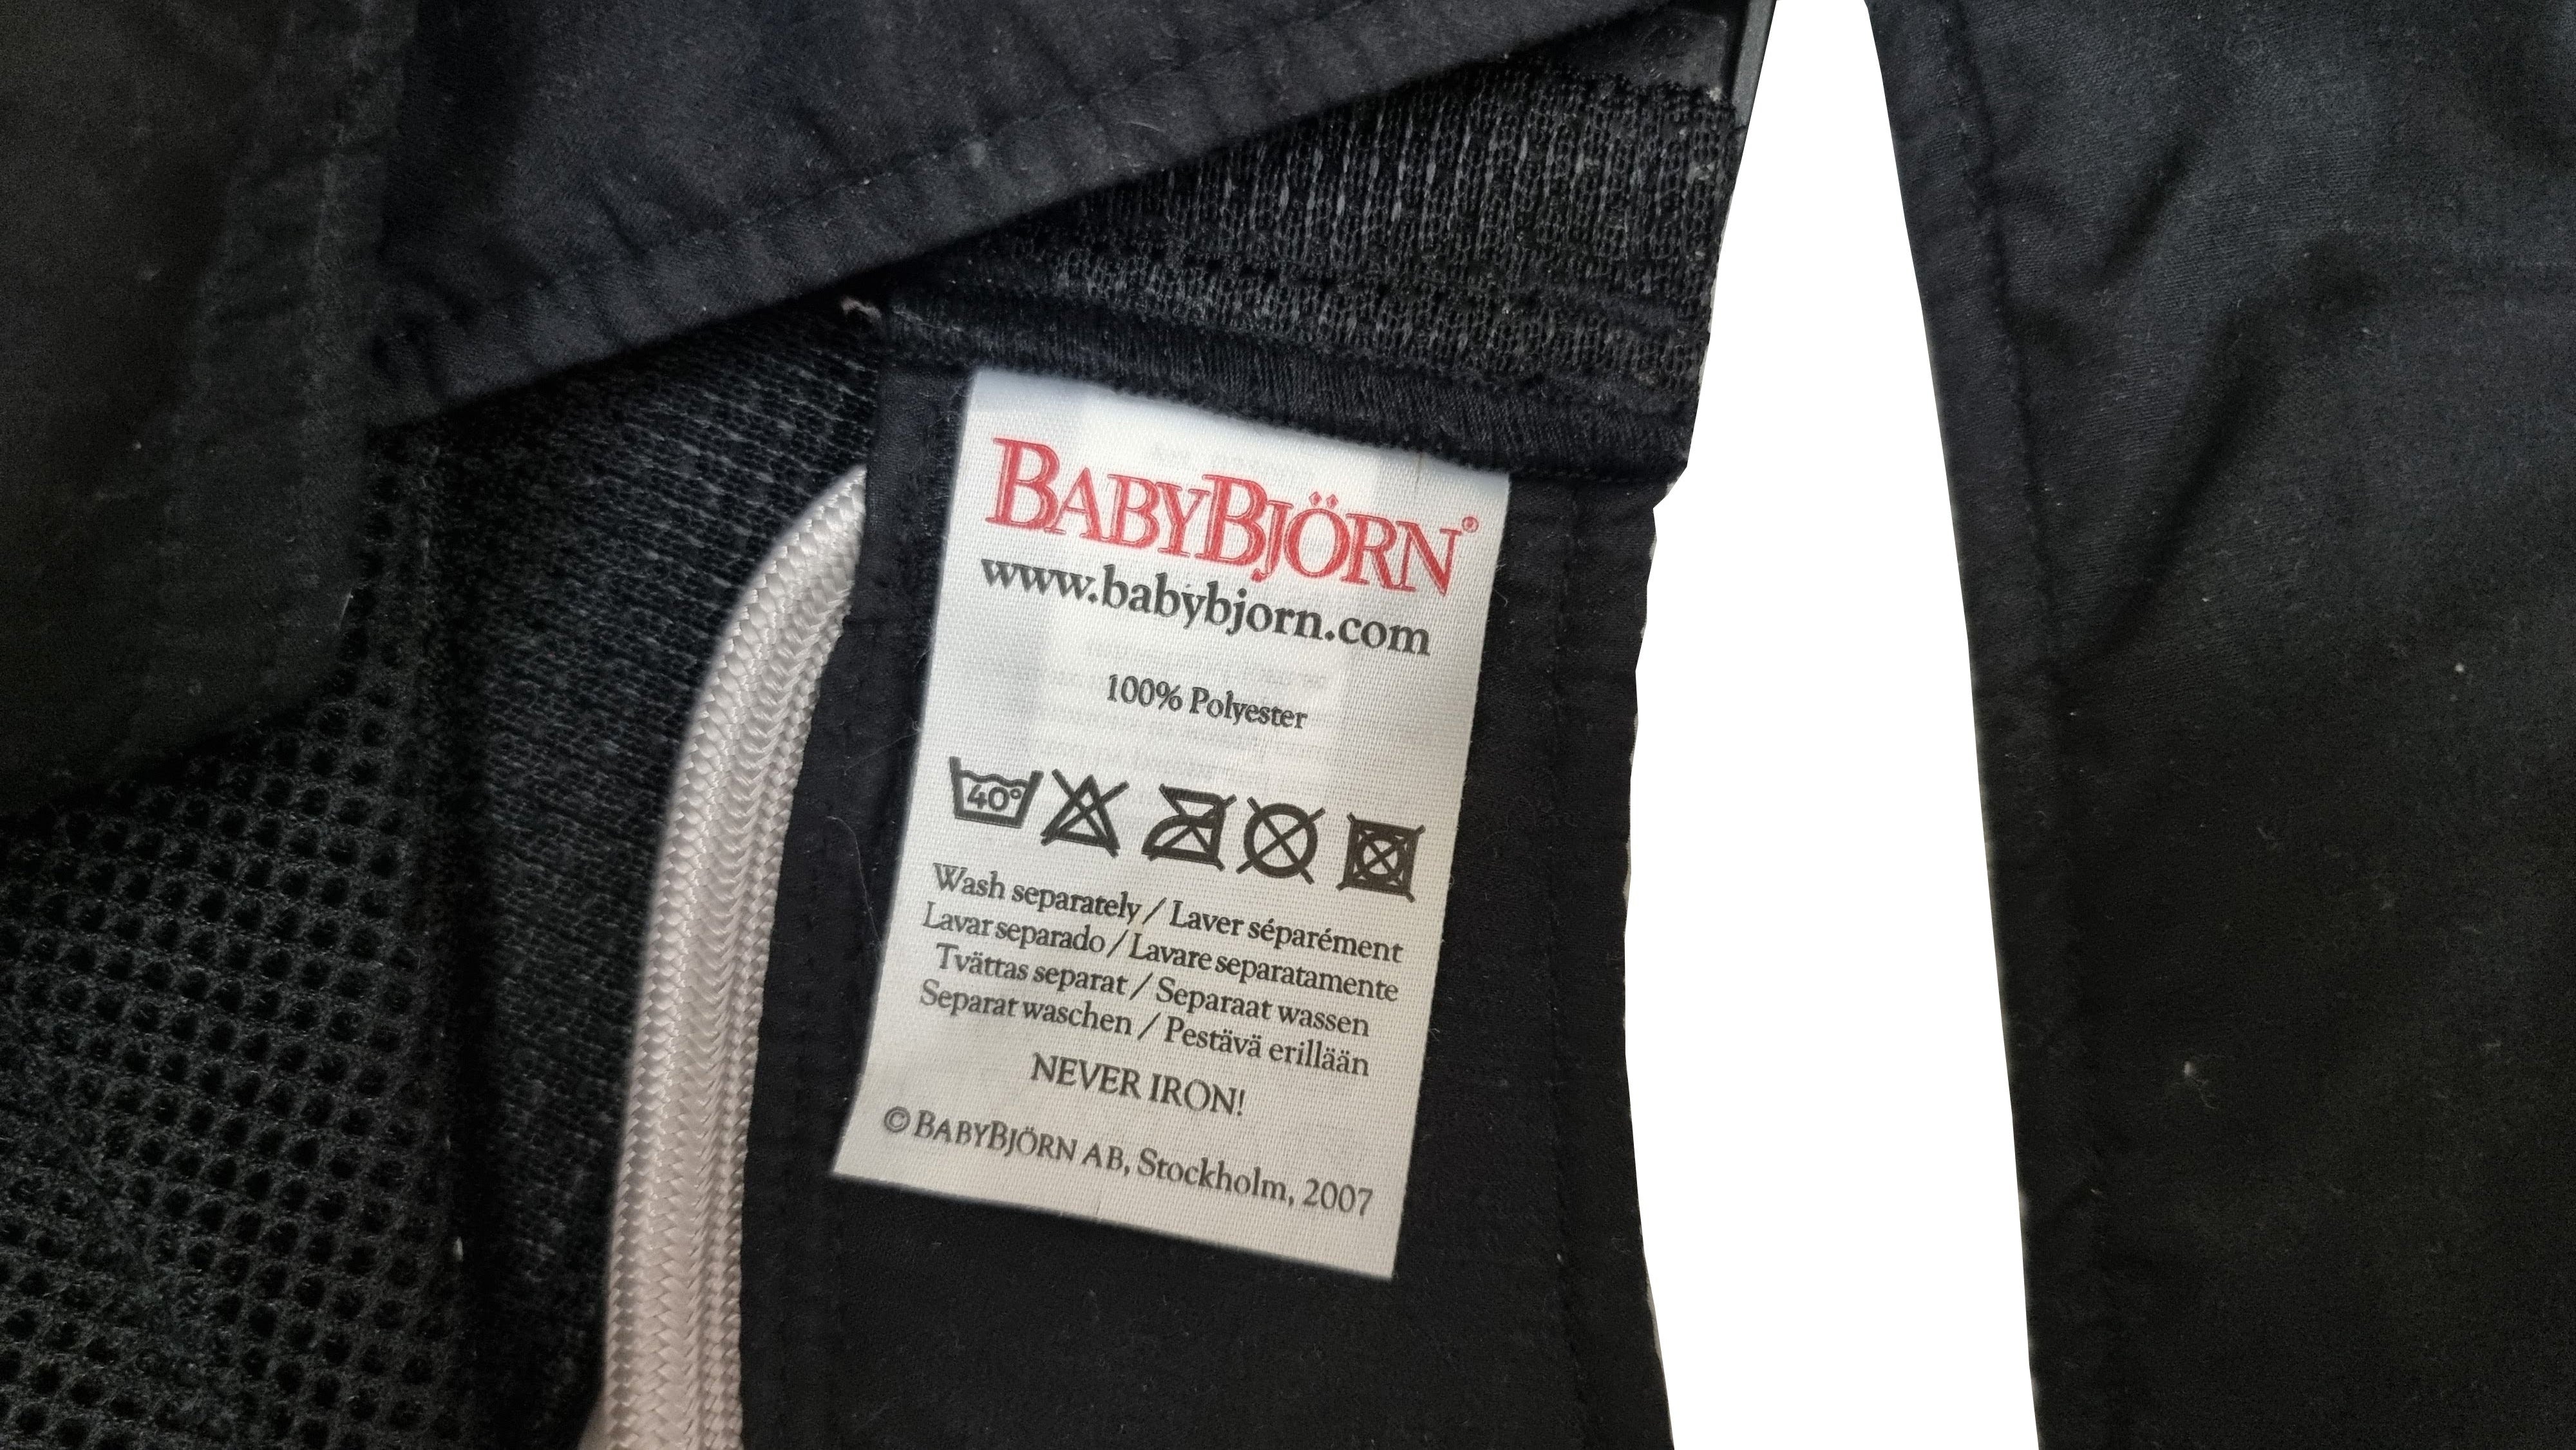 BABYBJÖRN®
www.babybjorn.com
100% Polyester
40°
Wash separately / Laver séparément
Lavar separado / Lavare separatamente
Tvättas separat / Separaat wassen
Separat waschen / Pestävä erillään
NEVER IRON!
© BABYBJÖRN AB, Stockholm, 2007